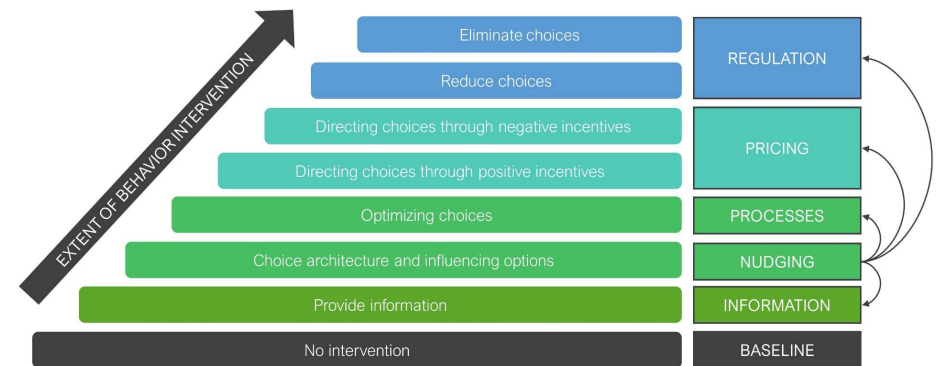 EXTENT OF BEHAVIOR INTERVENTION
Eliminate choices
REGULATION
Reduce choices
Directing choices through negative incentives
PRICING
Directing choices through positive incentives
Optimizing choices
PROCESSES
Choice architecture and influencing options
NUDGING
Provide information
INFORMATION
No intervention
BASELINE